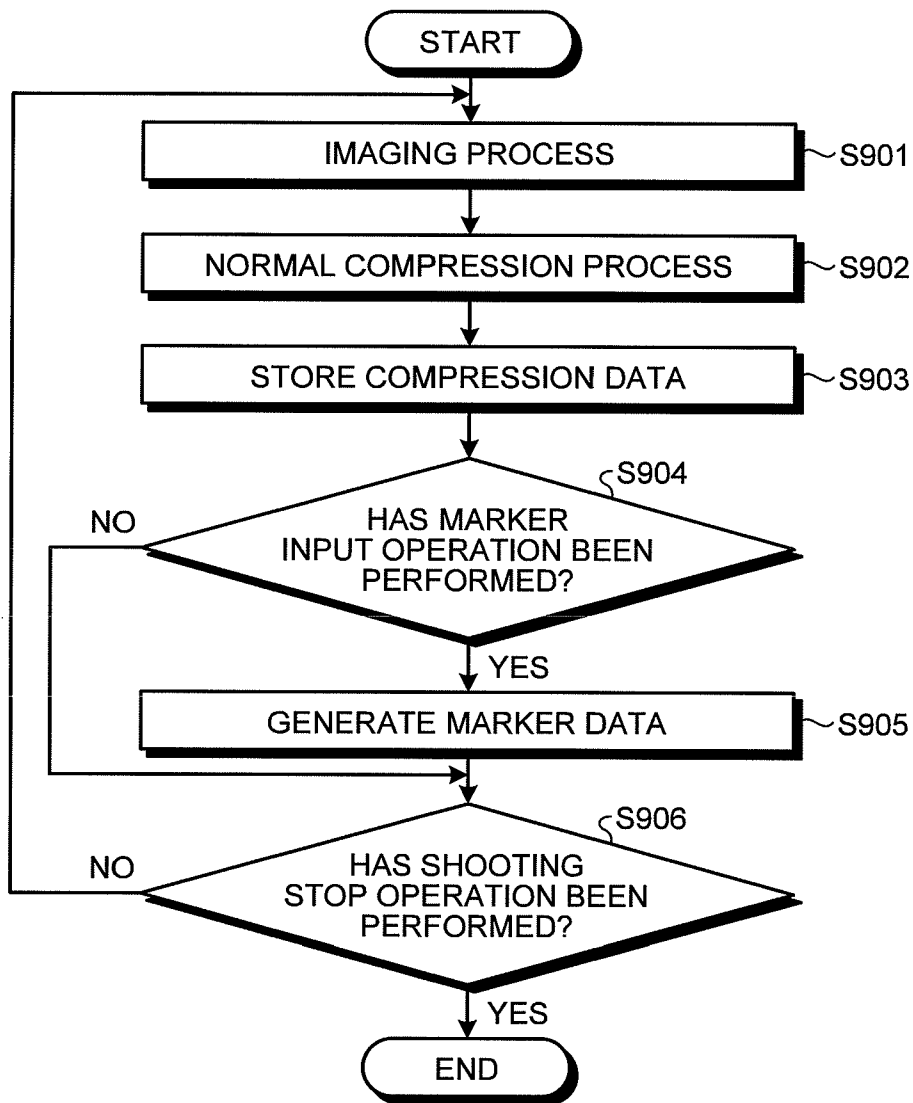 START
IMAGING PROCESS
S901
NORMAL COMPRESSION PROCESS
S902
STORE COMPRESSION DATA
S903
S904
NO
HAS MARKER
INPUT OPERATION BEEN
PERFORMED?
YES
GENERATE MARKER DATA
S905
S906
NO
HAS SHOOTING
STOP OPERATION BEEN
PERFORMED?
YES
END